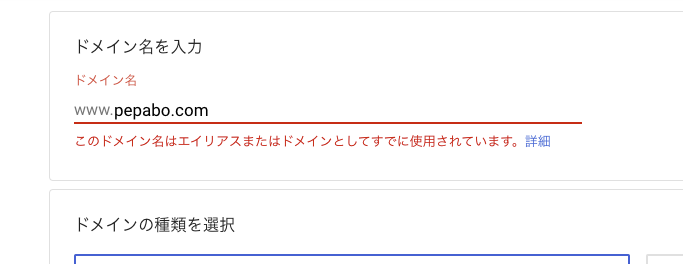 ドメイン名を入力
ドメイン名
www.pepabo.com
このドメイン名はエイリアスまたはドメインとしてすでに使用されています。詳細
ドメインの種類を選択